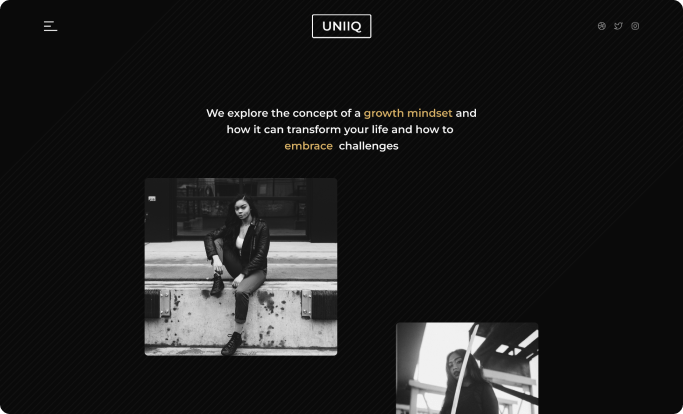 UNIIQ
We explore the concept of a growth mindset and
how it can transform your life and how to
embrace challenges